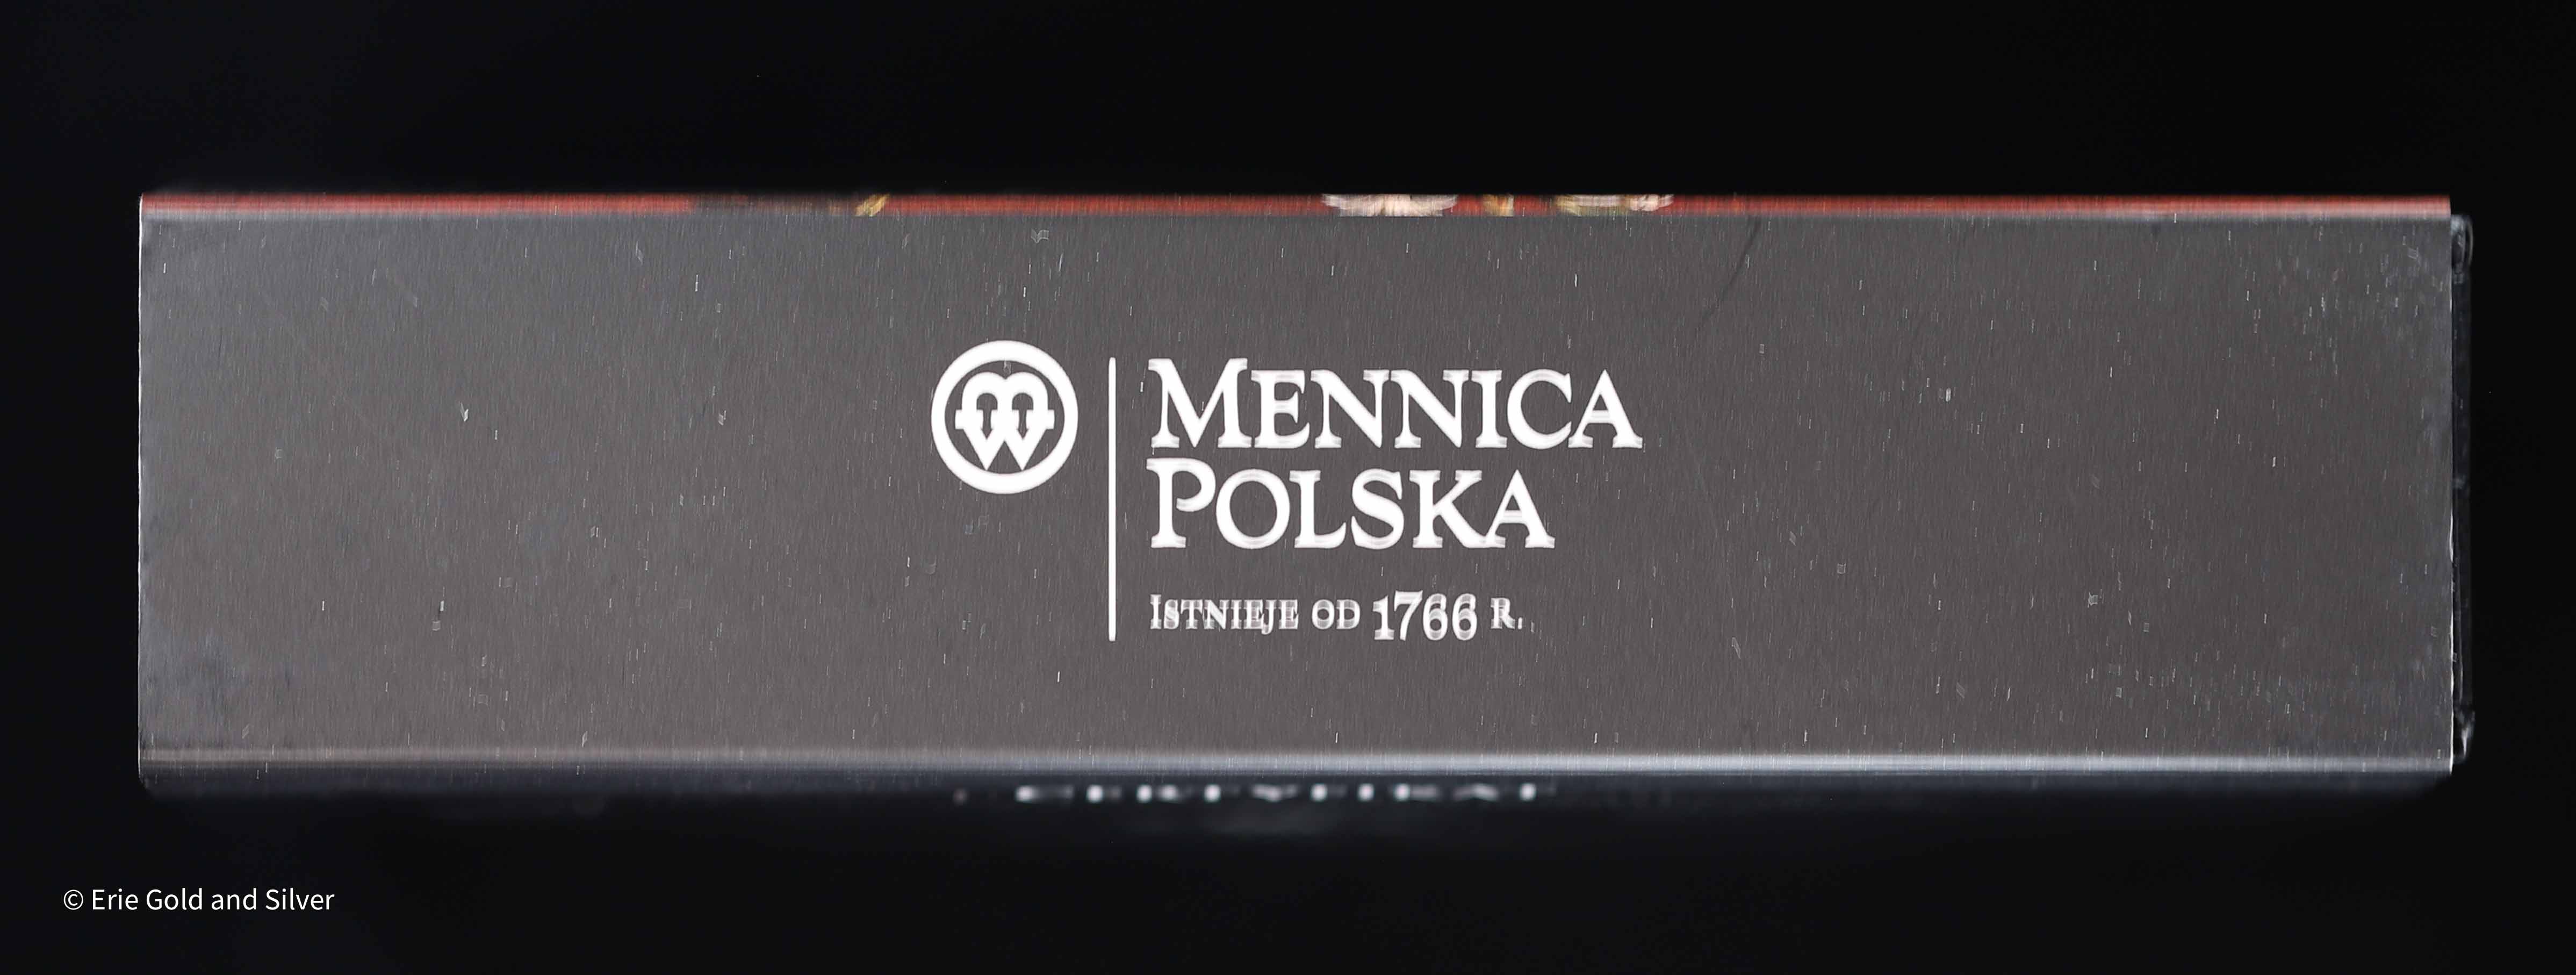 MENNICA
POLSKA
ISTNIEJE OD 1766 R.
© Erie Gold and Silver